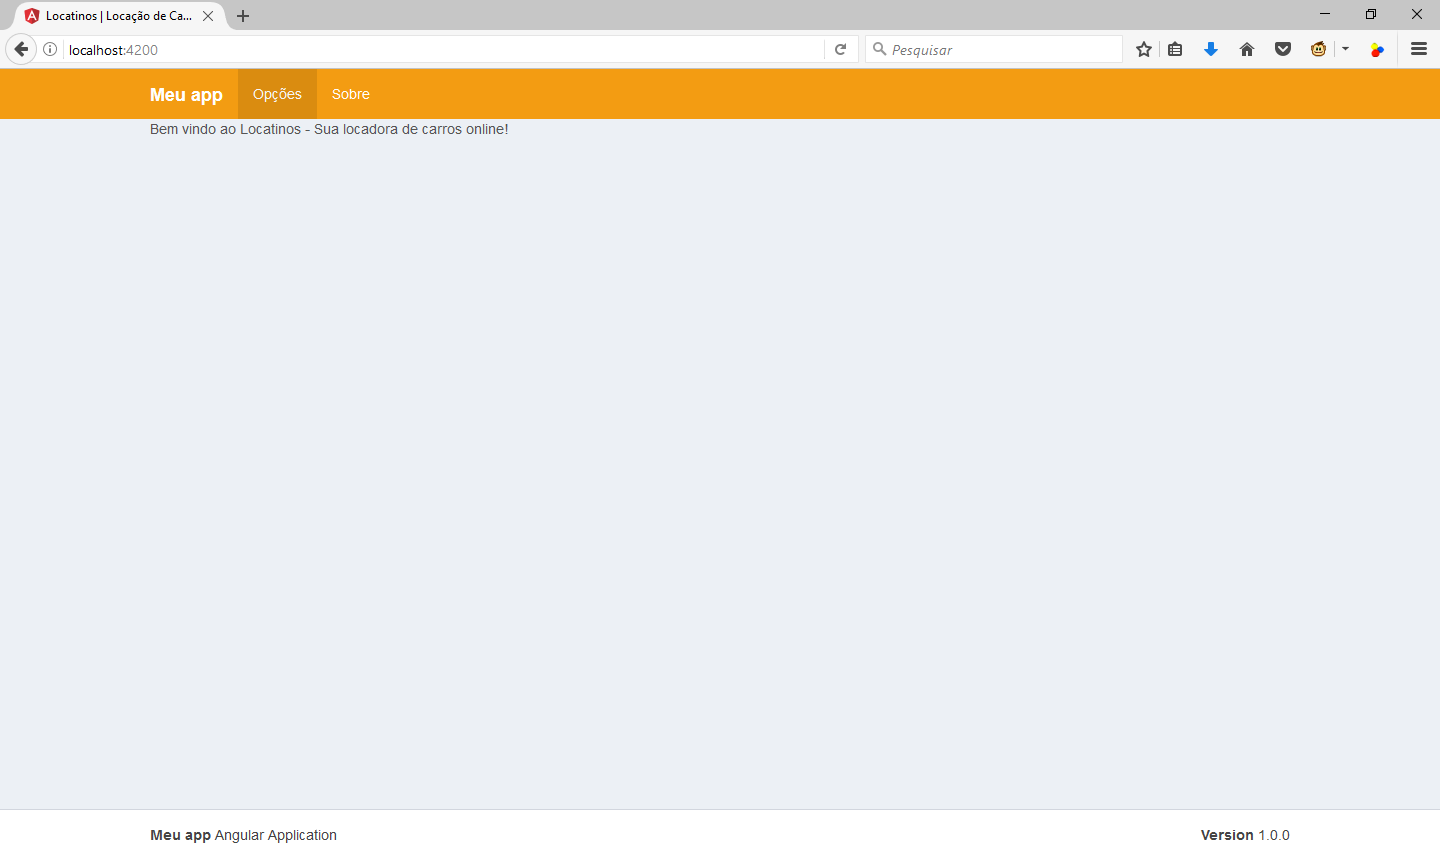 Locatinos | Locação de Ca...
localhost:4200
Pesquisar
Meu app Opções Sobre
Bem vindo ao Locatinos - Sua locadora de carros online!
Meu app Angular Application
Version 1.0.0